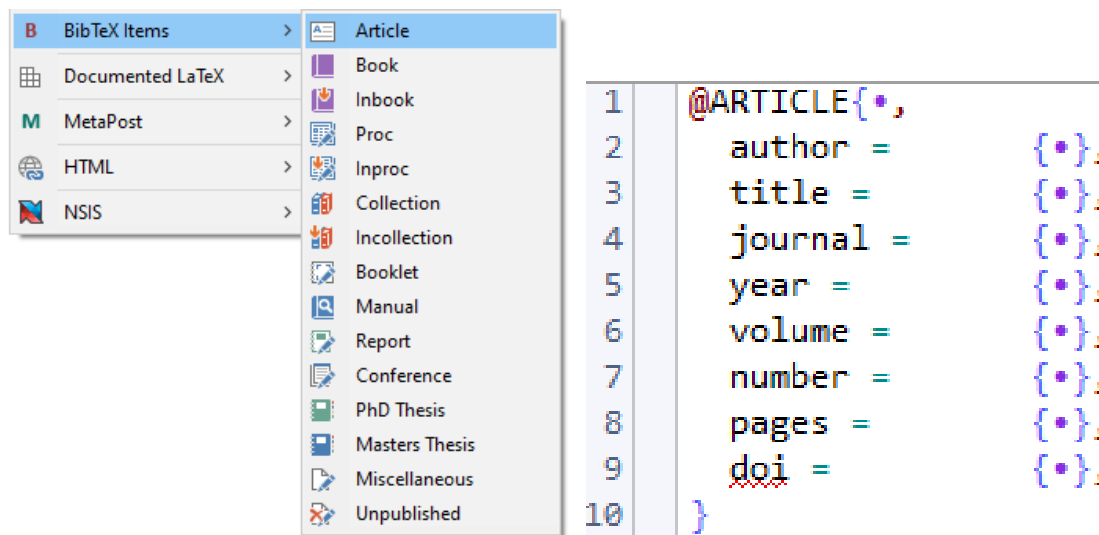 B BibTeX Items >
Documented LaTeX >
M MetaPost >
HTML >
NSIS >
Article
Book
Inbook
Proc
Inproc
Collection
Incollection
Booklet
Manual
Report
Conference
PhD Thesis
Masters Thesis
Miscellaneous
Unpublished
1 @ARTICLE{•,
2 author = {•},
3 title = {•},
4 journal = {•},
5 year = {•},
6 volume = {•},
7 number = {•},
8 pages = {•},
9 doi = {•},
10 }